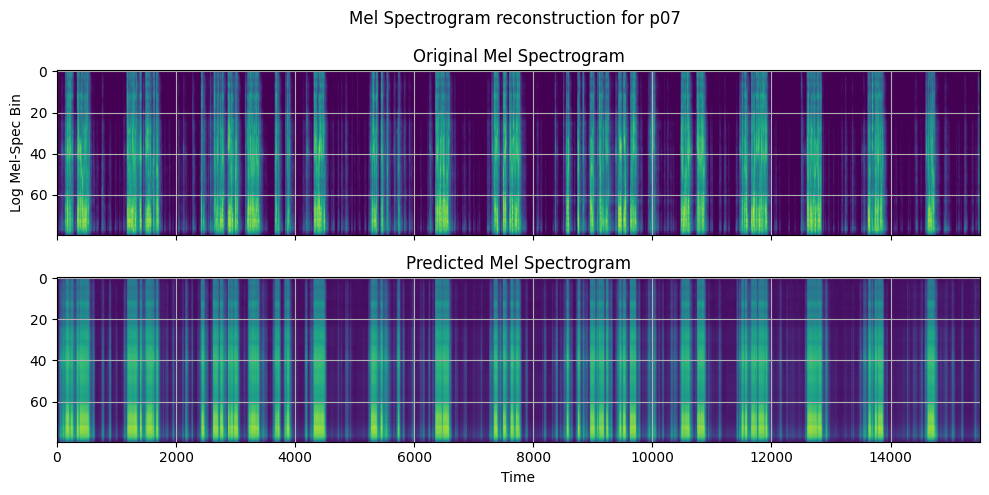 Mel Spectrogram reconstruction for p07
Original Mel Spectrogram
0
20
40
60
Log Mel-Spec Bin
Predicted Mel Spectrogram
0
20
40
60
0 2000 4000 6000 8000 10000 12000 14000
Time